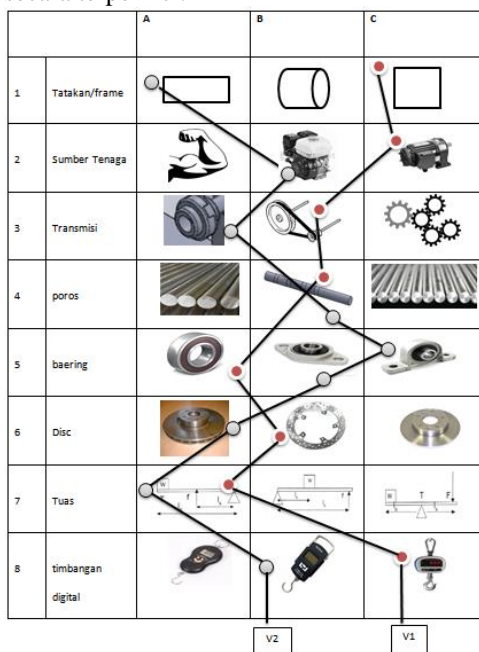 A B C
1 Tatakan/frame
2 Sumber Tenaga
3 Transmisi
4 poros
5 baering
6 Disc
7 Tuas
W
W
W T F
8 timbangan
digital
V2 V1